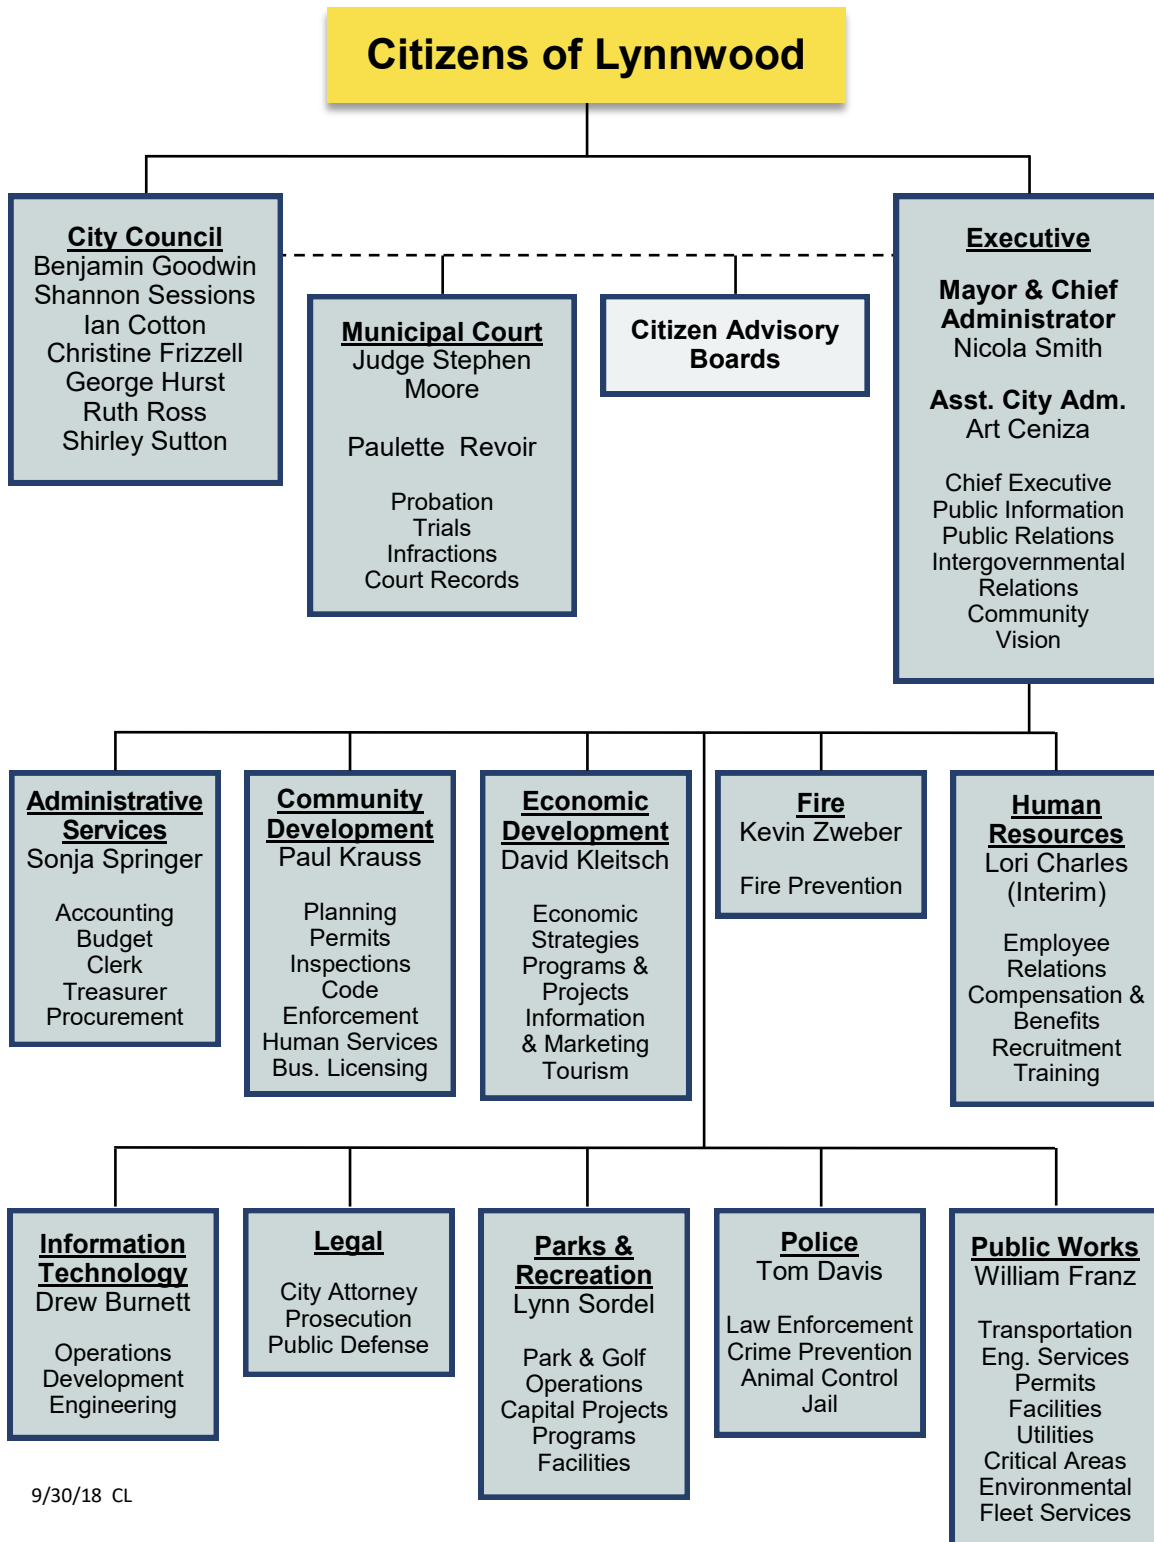 Citizens of Lynnwood
City Council
Benjamin Goodwin
Shannon Sessions
Ian Cotton
Christine Frizzell
George Hurst
Ruth Ross
Shirley Sutton
Municipal Court
Judge Stephen
Moore
Paulette Revoir
Probation
Trials
Infractions
Court Records
Citizen Advisory
Boards
Executive
Mayor & Chief
Administrator
Nicola Smith
Asst. City Adm.
Art Ceniza
Chief Executive
Public Information
Public Relations
Intergovernmental
Relations
Community
Vision
Administrative
Services
Sonja Springer
Accounting
Budget
Clerk
Treasurer
Procurement
Community
Development
Paul Krauss
Planning
Permits
Inspections
Code
Enforcement
Human Services
Bus. Licensing
Economic
Development
David Kleitsch
Economic
Strategies
Programs &
Projects
Information
& Marketing
Tourism
Fire
Kevin Zweber
Fire Prevention
Human
Resources
Lori Charles
(Interim)
Employee
Relations
Compensation &
Benefits
Recruitment
Training
Information
Technology
Drew Burnett
Operations
Development
Engineering
Legal
City Attorney
Prosecution
Public Defense
Parks &
Recreation
Lynn Sordel
Park & Golf
Operations
Capital Projects
Programs
Facilities
Police
Tom Davis
Law Enforcement
Crime Prevention
Animal Control
Jail
Public Works
William Franz
Transportation
Eng. Services
Permits
Facilities
Utilities
Critical Areas
Environmental
Fleet Services
9/30/18 CL